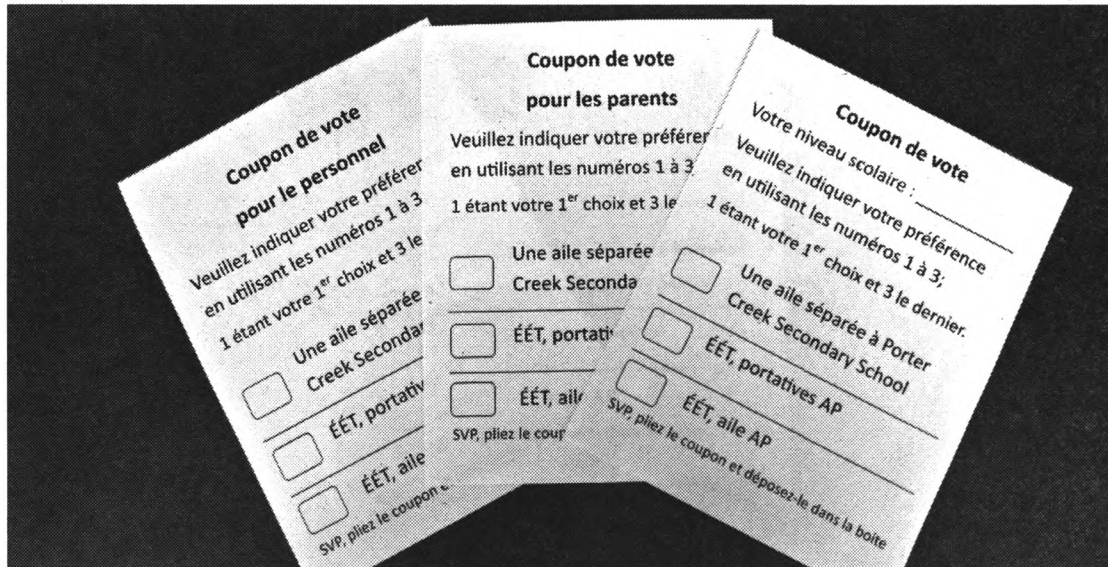 Coupon de vote
pour le personnel
Veuillez indiquer votre préféren
en utilisant les numéros 1 à 3
1 étant votre 1er choix et 3 le
Une aile séparée
Creek Secondar
ÉÉT, portativ
ÉÉT, aile
SVP, pliez le coupon
Coupon de vote
pour les parents
Veuillez indiquer votre préféren
en utilisant les numéros 1 à 3
1 étant votre 1er choix et 3 le
Une aile séparée
Creek Seconda
ÉÉT, portativ
ÉÉT, aile
SVP, pliez le coup
Coupon de vote
Votre niveau scolaire :
Veuillez indiquer votre préférence
en utilisant les numéros 1 à 3;
1 étant votre 1er choix et 3 le dernier.
Une aile séparée à Porter
Creek Secondary School
ÉÉT, portatives AP
ÉÉT, aile AP
SVP, pliez le coupon et déposez-le dans la boite